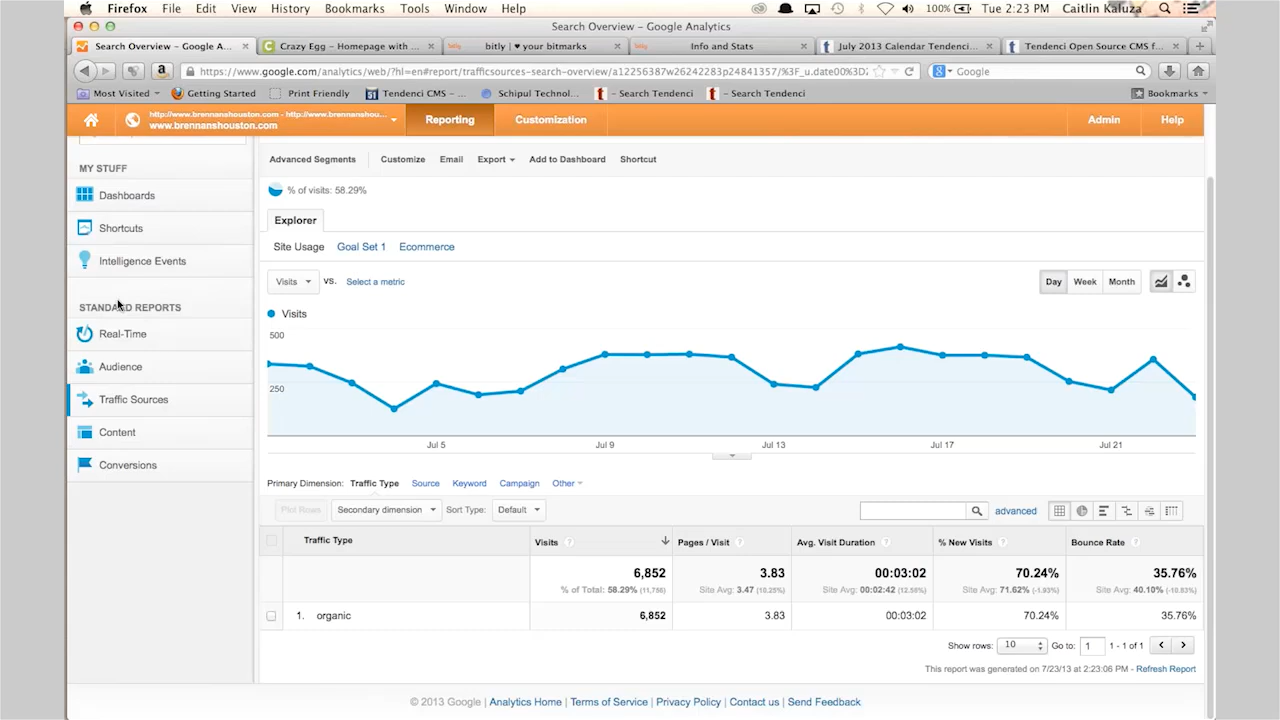 Firefox File Edit View History Bookmarks Tools Window Help 100% Tue 2:23 PM Caitlin Kaluza
Search Overview - Google Analytics
Search Overview - Google A... Crazy Egg - Homepage with ... bitly | ♥ your bitmarks Info and Stats July 2013 Calendar Tendenci... Tendenci Open Source CMS f...
https://www.google.com/analytics/web/?hl=en#report/trafficsources-search-overview/a12256387w26242283p24841357/%3F_u.date00%3D2 Google
Most Visited Getting Started Print Friendly Tendenci CMS - ... Schipul Technol... - Search Tendenci - Search Tendenci Bookmarks
http://www.brennanshouston.com - http://www.brennanshou...
www.brennanshouston.com
Reporting Customization Admin Help
MY STUFF
Dashboards
Shortcuts
Intelligence Events
STANDARD REPORTS
Real-Time
Audience
Traffic Sources
Content
Conversions
Advanced Segments Customize Email Export Add to Dashboard Shortcut
% of visits: 58.29%
Explorer
Site Usage Goal Set 1 Ecommerce
Visits VS. Select a metric Day Week Month
Visits
500
250
Jul 5 Jul 9 Jul 13 Jul 17 Jul 21
Primary Dimension: Traffic Type Source Keyword Campaign Other
Plot Rows Secondary dimension Sort Type: Default advanced
Traffic Type Visits Pages / Visit Avg. Visit Duration % New Visits Bounce Rate
6,852 3.83 00:03:02 70.24% 35.76%
% of Total: 58.29% (11,756) Site Avg: 3.47 (10.25%) Site Avg: 00:02:42 (12.56%) Site Avg: 71.62% (-1.93%) Site Avg: 40.10% (-10.83%)
1. organic 6,852 3.83 00:03:02 70.24% 35.76%
Show rows: 10 Go to: 1 1 - 1 of 1
This report was generated on 7/23/13 at 2:23:06 PM - Refresh Report
© 2013 Google | Analytics Home | Terms of Service | Privacy Policy | Contact us | Send Feedback